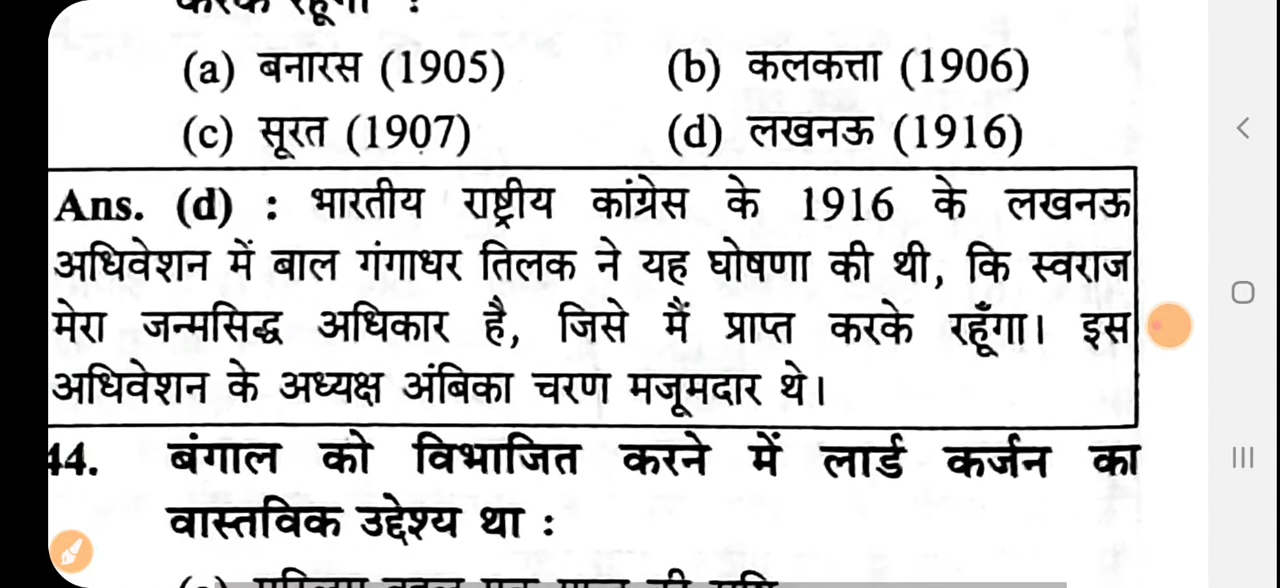 करके रहूँगा ?
(a) बनारस (1905) (b) कलकत्ता (1906)
(c) सूरत (1907) (d) लखनऊ (1916)
Ans. (d) : भारतीय राष्ट्रीय कांग्रेस के 1916 के लखनऊ
अधिवेशन में बाल गंगाधर तिलक ने यह घोषणा की थी, कि स्वराज
मेरा जन्मसिद्ध अधिकार है, जिसे मैं प्राप्त करके रहूँगा। इस
अधिवेशन के अध्यक्ष अंबिका चरण मजूमदार थे।
44. बंगाल को विभाजित करने में लार्ड कर्जन का
वास्तविक उद्देश्य था :